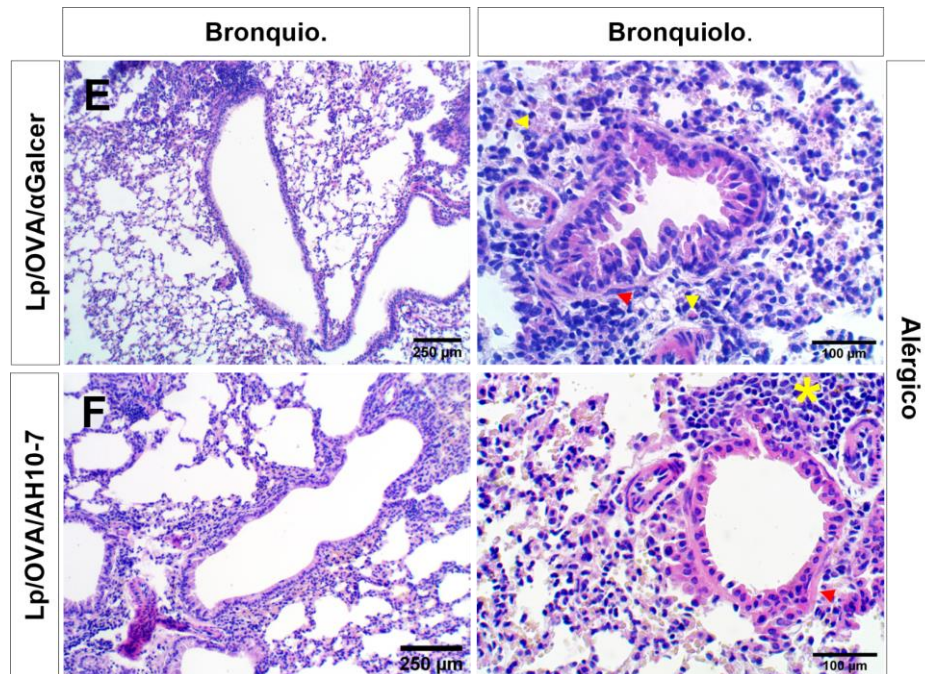 Bronquio.
Bronquiolo.
Lp/OVA/αGalcer
E
250 µm
100 µm
Alérgico
Lp/OVA/AH10-7
F
250 µm
*
100 µm